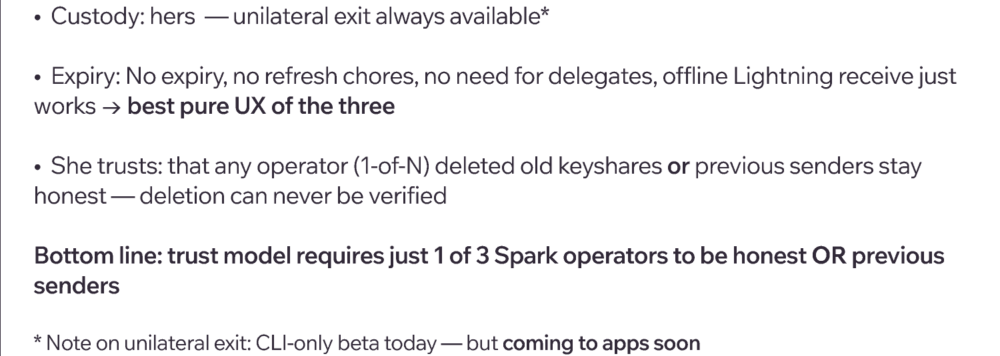 • Custody: hers — unilateral exit always available*
• Expiry: No expiry, no refresh chores, no need for delegates, offline Lightning receive just
works → best pure UX of the three
• She trusts: that any operator (1-of-N) deleted old keyshares or previous senders stay
honest — deletion can never be verified
Bottom line: trust model requires just 1 of 3 Spark operators to be honest OR previous
senders
* Note on unilateral exit: CLI-only beta today — but coming to apps soon